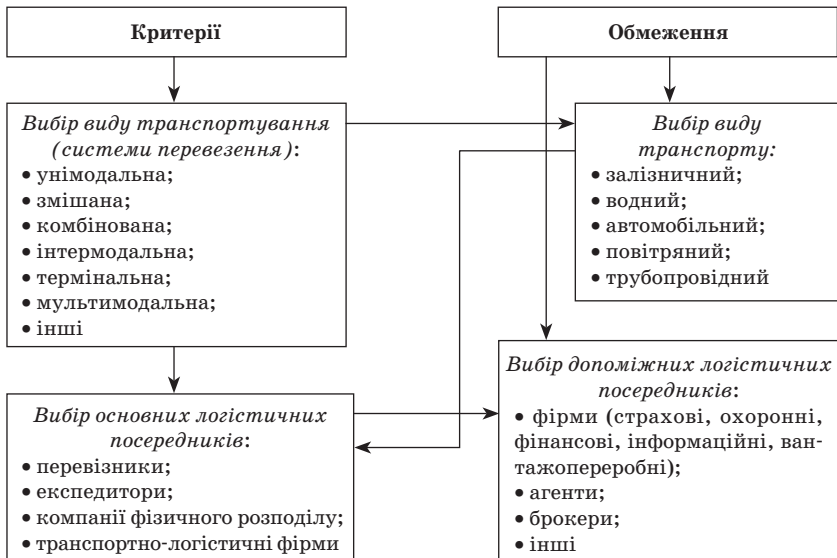 Критерії
Обмеження
Вибір виду транспортування
(системи перевезення):
• унімодальна;
• змішана;
• комбінована;
• інтермодальна;
• термінальна;
• мультимодальна;
• інші
Вибір виду
транспорту:
• залізничний;
• водний;
• автомобільний;
• повітряний;
• трубопровідний
Вибір основних логістичних
посередників:
• перевізники;
• експедитори;
• компанії фізичного розподілу;
• транспортно-логістичні фірми
Вибір допоміжних логістичних
посередників:
• фірми (страхові, охоронні,
фінансові, інформаційні, ван-
тажопереробні);
• агенти;
• брокери;
• інші